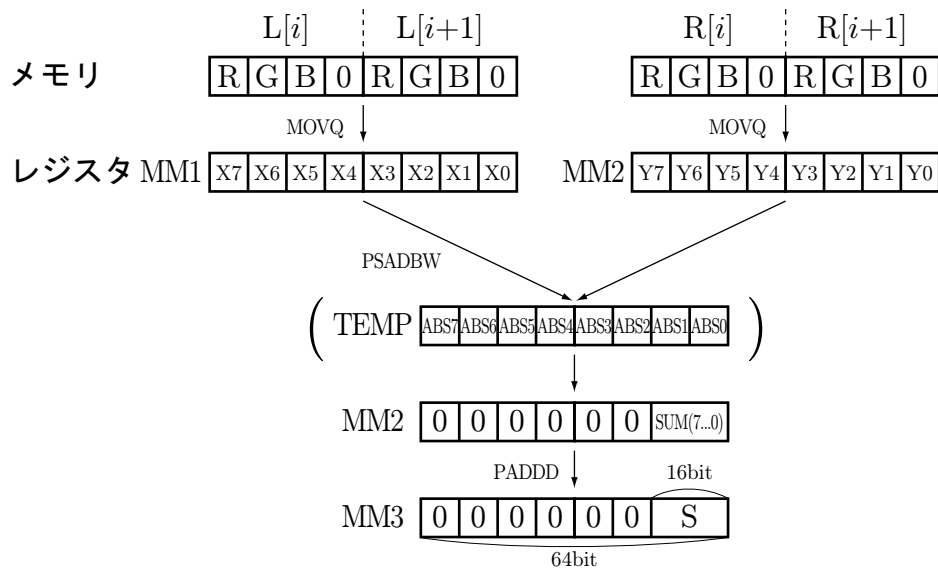 L[i] L[i+1] R[i] R[i+1]
メモリ R G B 0 R G B 0 R G B 0 R G B 0
MOVQ MOVQ
レジスタ MM1 X7 X6 X5 X4 X3 X2 X1 X0 MM2 Y7 Y6 Y5 Y4 Y3 Y2 Y1 Y0
PSADBW
( TEMP ABS7 ABS6 ABS5 ABS4 ABS3 ABS2 ABS1 ABS0 )
MM2 0 0 0 0 0 0 SUM(7...0)
PADDD 16bit
MM3 0 0 0 0 0 0 S
64bit